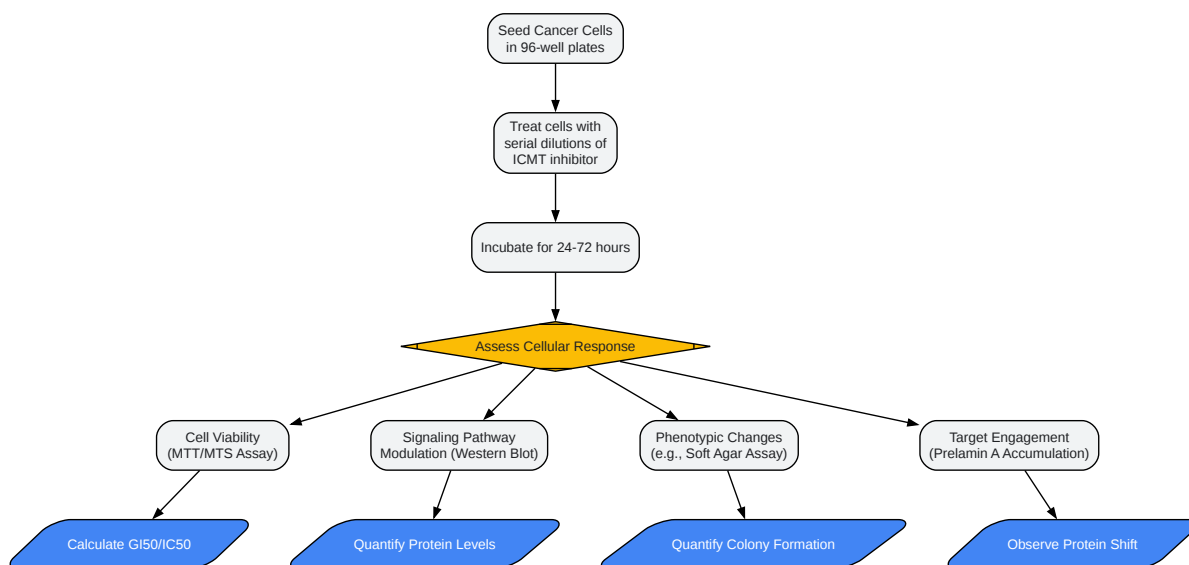 Seed Cancer Cells
in 96-well plates
Treat cells with
serial dilutions of
ICMT inhibitor
Incubate for 24-72 hours
Assess Cellular Response
Cell Viability
(MTT/MTS Assay)
Signaling Pathway
Modulation (Western Blot)
Phenotypic Changes
(e.g., Soft Agar Assay)
Target Engagement
(Prelamin A Accumulation)
Calculate GI50/IC50
Quantify Protein Levels
Quantify Colony Formation
Observe Protein Shift